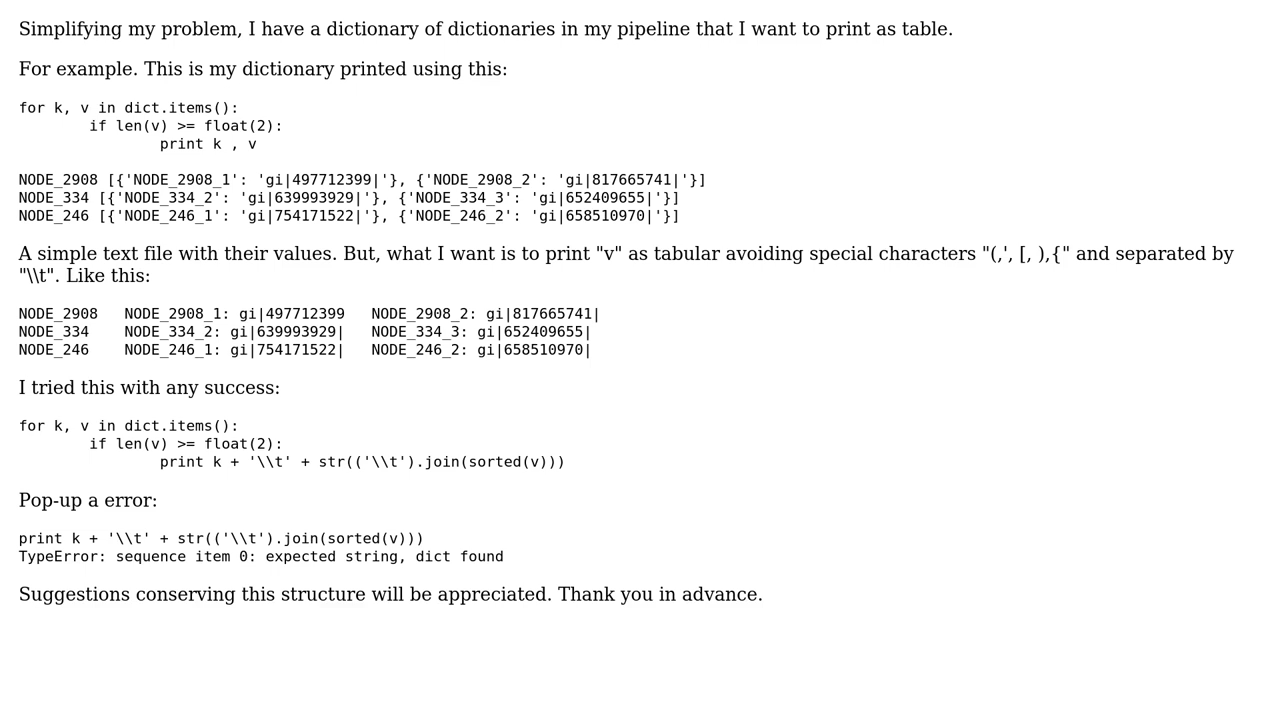 Simplifying my problem, I have a dictionary of dictionaries in my pipeline that I want to print as table.
For example. This is my dictionary printed using this:
for k, v in dict.items():
        if len(v) >= float(2):
                print k , v
NODE_2908 [{'NODE_2908_1': 'gi|497712399|'}, {'NODE_2908_2': 'gi|817665741|'}]
NODE_334 [{'NODE_334_2': 'gi|639993929|'}, {'NODE_334_3': 'gi|652409655|'}]
NODE_246 [{'NODE_246_1': 'gi|754171522|'}, {'NODE_246_2': 'gi|658510970|'}]
A simple text file with their values. But, what I want is to print "v" as tabular avoiding special characters "(,', [, ),{" and separated by
"\\t". Like this:
NODE_2908   NODE_2908_1: gi|497712399   NODE_2908_2: gi|817665741|
NODE_334    NODE_334_2: gi|639993929|   NODE_334_3: gi|652409655|
NODE_246    NODE_246_1: gi|754171522|   NODE_246_2: gi|658510970|
I tried this with any success:
for k, v in dict.items():
        if len(v) >= float(2):
                print k + '\\t' + str(('\\t').join(sorted(v)))
Pop-up a error:
print k + '\\t' + str(('\\t').join(sorted(v)))
TypeError: sequence item 0: expected string, dict found
Suggestions conserving this structure will be appreciated. Thank you in advance.